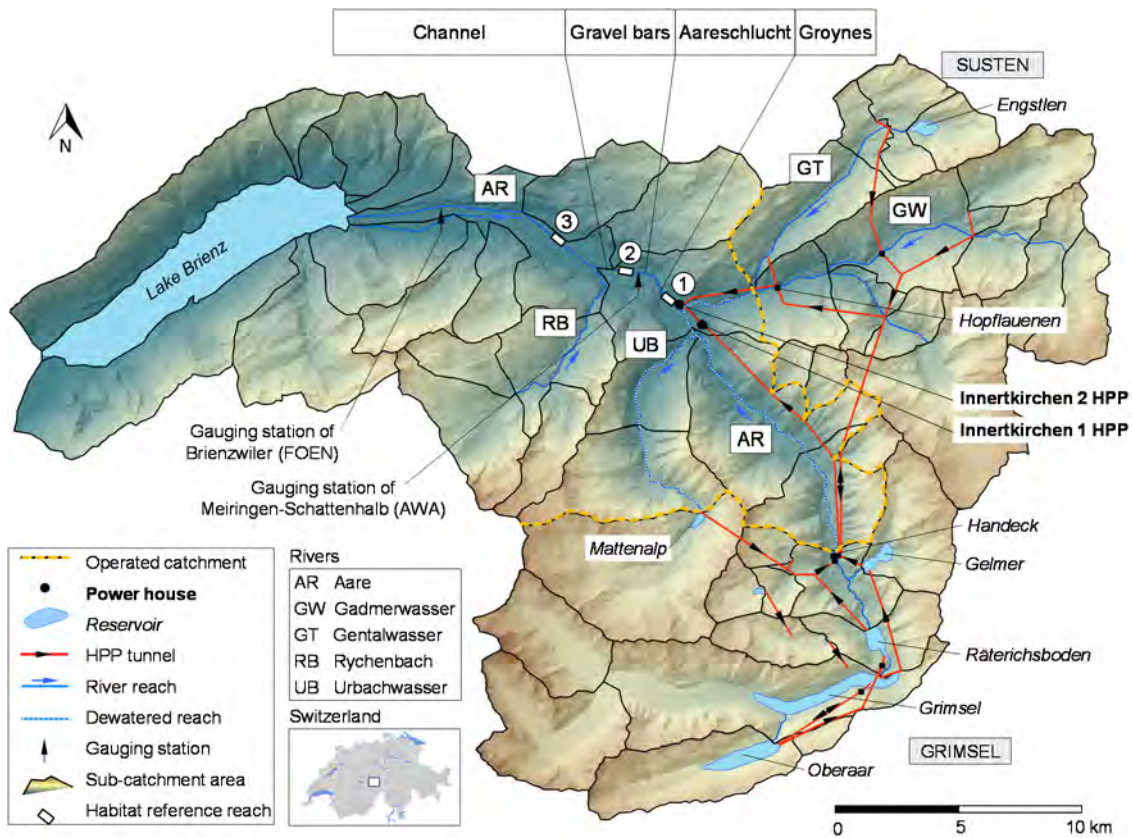 Channel
Gravel bars
Aareschlucht
Groynes
SUSTEN
Engstlen
N
GT
AR
GW
3
2
Lake Brienz
1
RB
Hopflauenen
UB
Innertkirchen 2 HPP
AR
Innertkirchen 1 HPP
Gauging station of
Brienzwiler (FOEN)
Gauging station of
Meiringen-Schattenhalb (AWA)
Handeck
Mattenalp
Gelmer
Operated catchment
Power house
Reservoir
HPP tunnel
River reach
Dewatered reach
Gauging station
Sub-catchment area
Habitat reference reach
Rivers
AR Aare
GW Gadmerwasser
GT Gentalwasser
RB Rychenbach
UB Urbachwasser
Switzerland
Räterichsboden
Grimsel
GRIMSEL
Oberaar
0
5
10 km